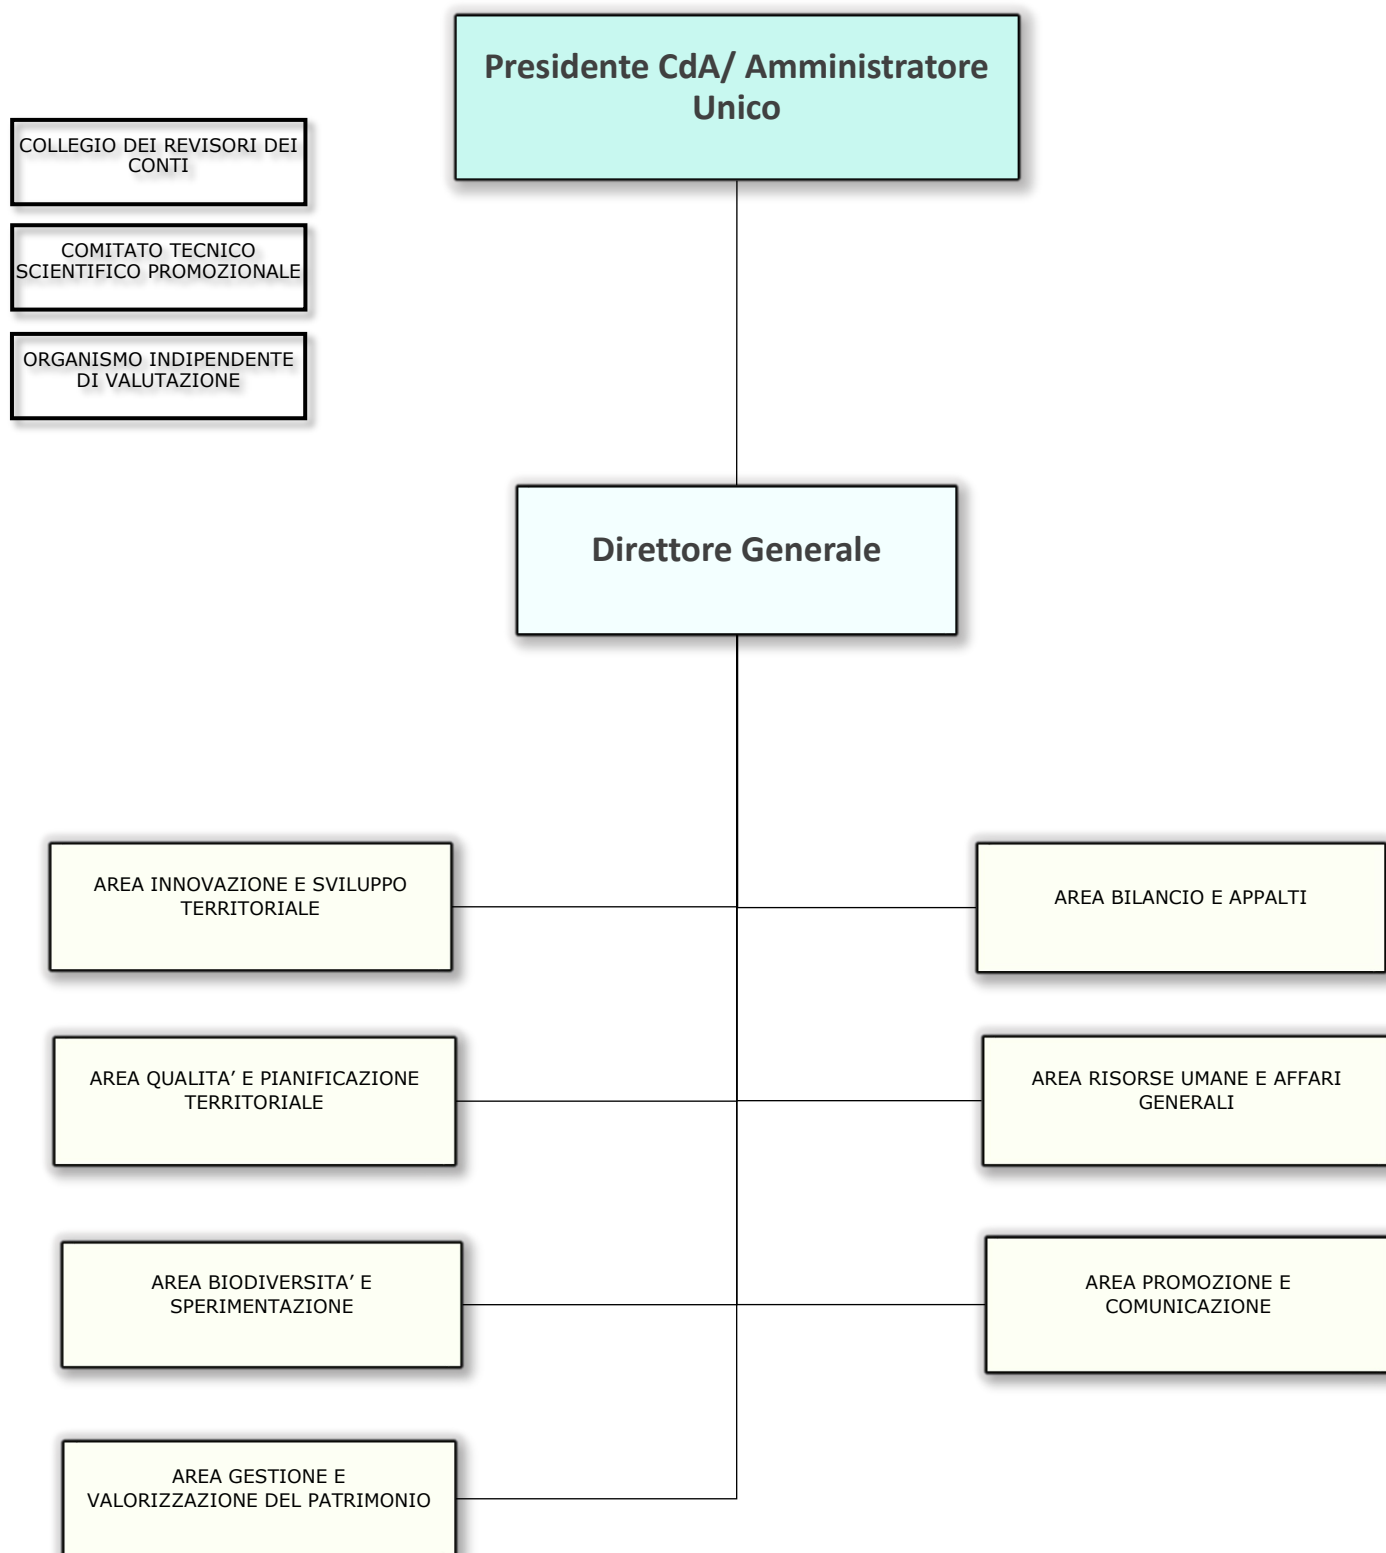 Presidente CdA/ Amministratore
Unico
COLLEGIO DEI REVISORI DEI
CONTI
COMITATO TECNICO
SCIENTIFICO PROMOZIONALE
ORGANISMO INDIPENDENTE
DI VALUTAZIONE
Direttore Generale
AREA INNOVAZIONE E SVILUPPO
TERRITORIALE
AREA BILANCIO E APPALTI
AREA QUALITA’ E PIANIFICAZIONE
TERRITORIALE
AREA RISORSE UMANE E AFFARI
GENERALI
AREA BIODIVERSITA’ E
SPERIMENTAZIONE
AREA PROMOZIONE E
COMUNICAZIONE
AREA GESTIONE E
VALORIZZAZIONE DEL PATRIMONIO